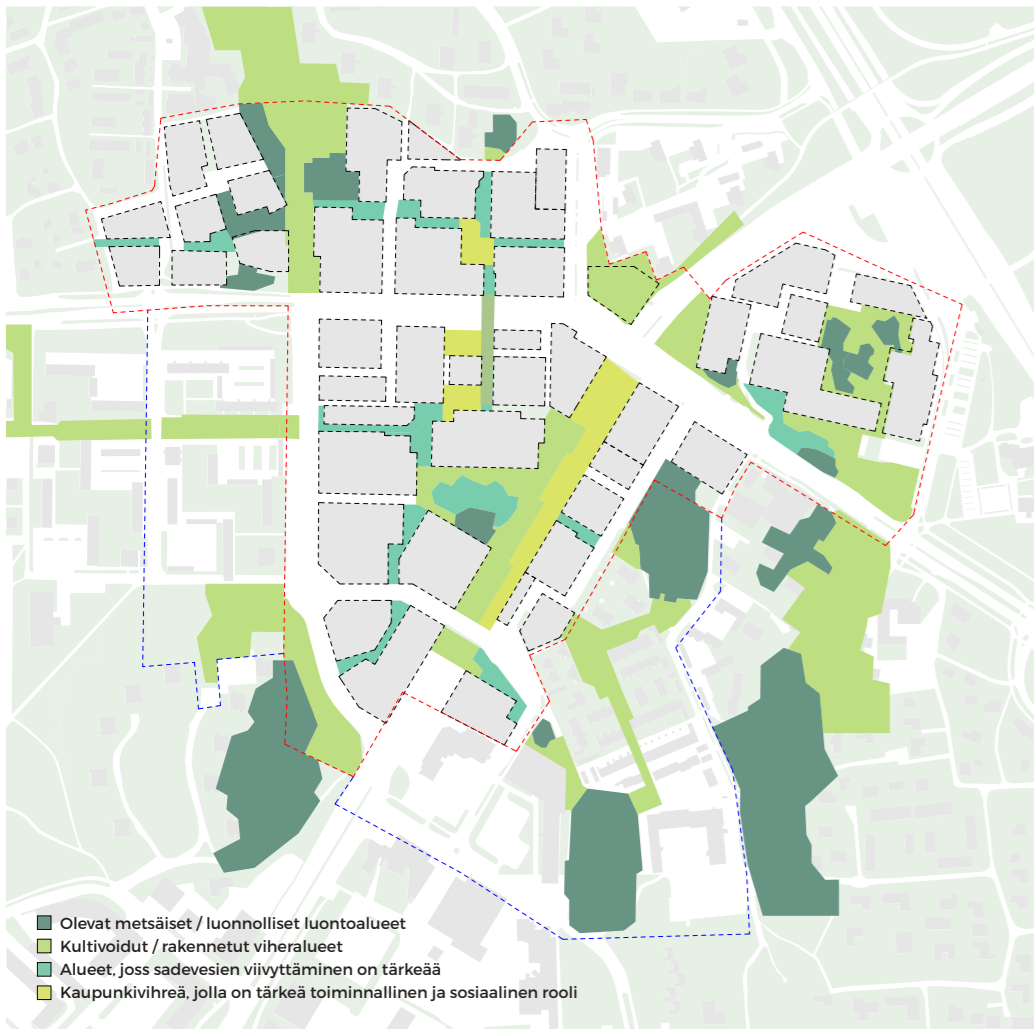 Olevat metsäiset / luonnolliset luontoalueet
Kultivoidut / rakennetut viheralueet
Alueet, joss sadevesien viivyttäminen on tärkeää
Kaupunkivihreä, jolla on tärkeä toiminnallinen ja sosiaalinen rooli